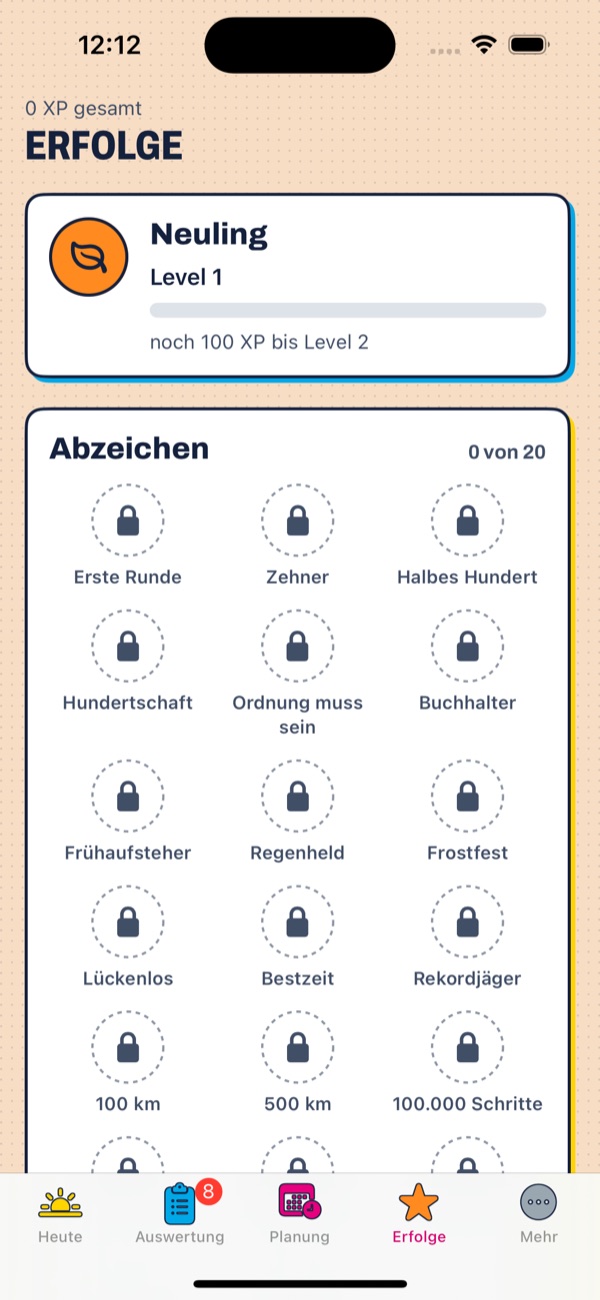 12:12
0 XP gesamt
ERFOLGE
Neuling
Level 1
noch 100 XP bis Level 2
Abzeichen
0 von 20
Erste Runde
Zehner
Halbes Hundert
Hundertschaft
Ordnung muss
sein
Buchhalter
Frühaufsteher
Regenheld
Frostfest
Lückenlos
Bestzeit
Rekordjäger
100 km
500 km
100.000 Schritte
8
Heute
Auswertung
Planung
Erfolge
Mehr